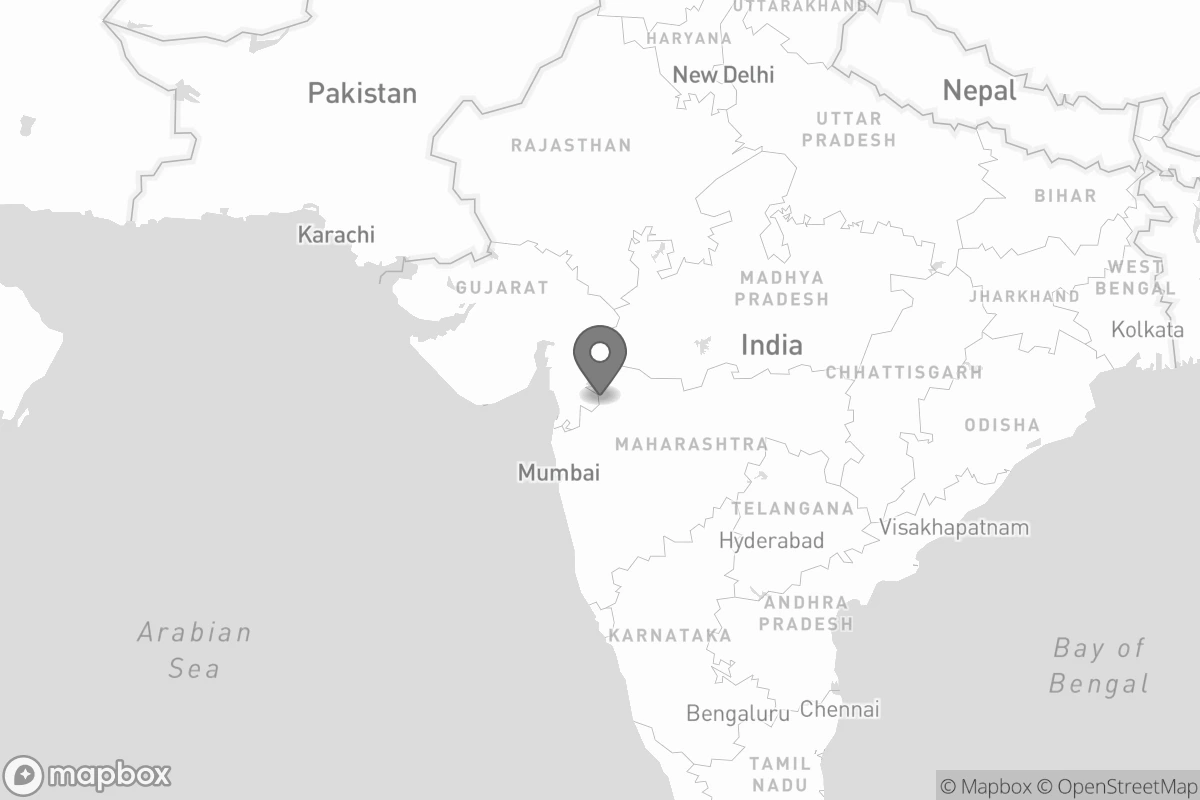 UTTARAKHAND
HARYANA
New Delhi
Pakistan
Nepal
UTTAR
PRADESH
RAJASTHAN
BIHAR
Karachi
WEST
BENGAL
GUJARAT
MADHYA
PRADESH
JHARKHAND
Kolkata
India
CHHATTISGARH
ODISHA
MAHARASHTRA
Mumbai
TELANGANA
Hyderabad
Visakhapatnam
ANDHRA
PRADESH
KARNATAKA
Arabian
Sea
Bay of
Bengal
Bengaluru
Chennai
TAMIL
NADU
mapbox
© Mapbox © OpenStreetMap